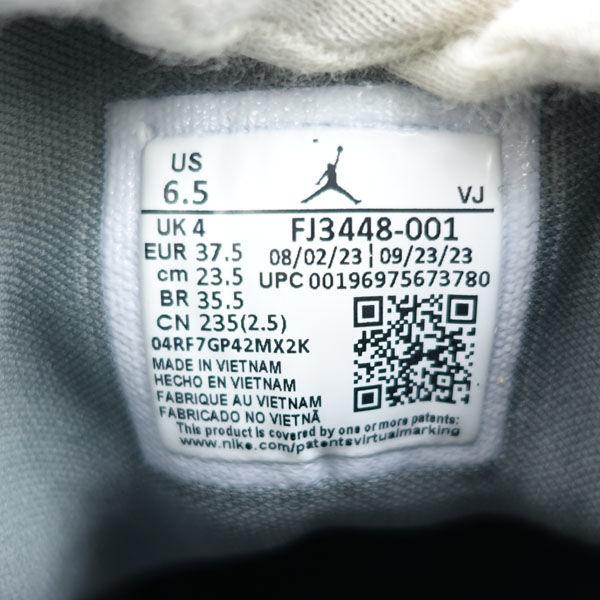 US
6.5
VJ
UK 4
EUR 37.5
cm 23.5
BR 35.5
CN 235(2.5)
FJ3448-001
08/02/23 | 09/23/23
UPC 00196975673780
04RF7GP42MX2K
MADE IN VIETNAM
HECHO EN VIETNAM
FABRIQUE AU VIETNAM
FABRICADO NO VIETNÃ
This product is covered by one or more patents:
www.nike.com/patentsvirtualmarking